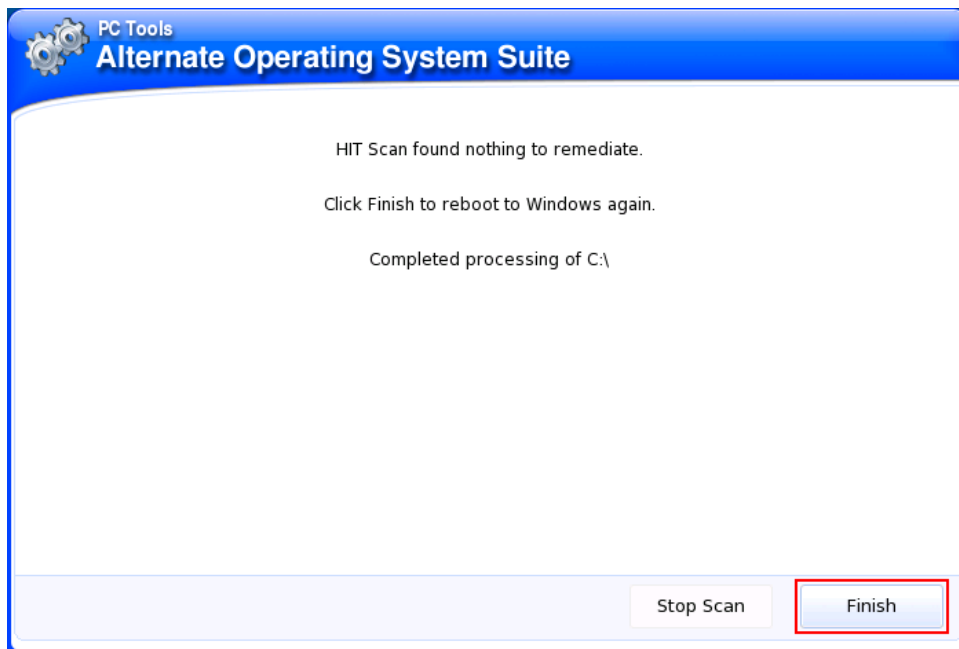 PC Tools
Alternate Operating System Suite
HIT Scan found nothing to remediate.
Click Finish to reboot to Windows again.
Completed processing of C:\
Stop Scan
Finish